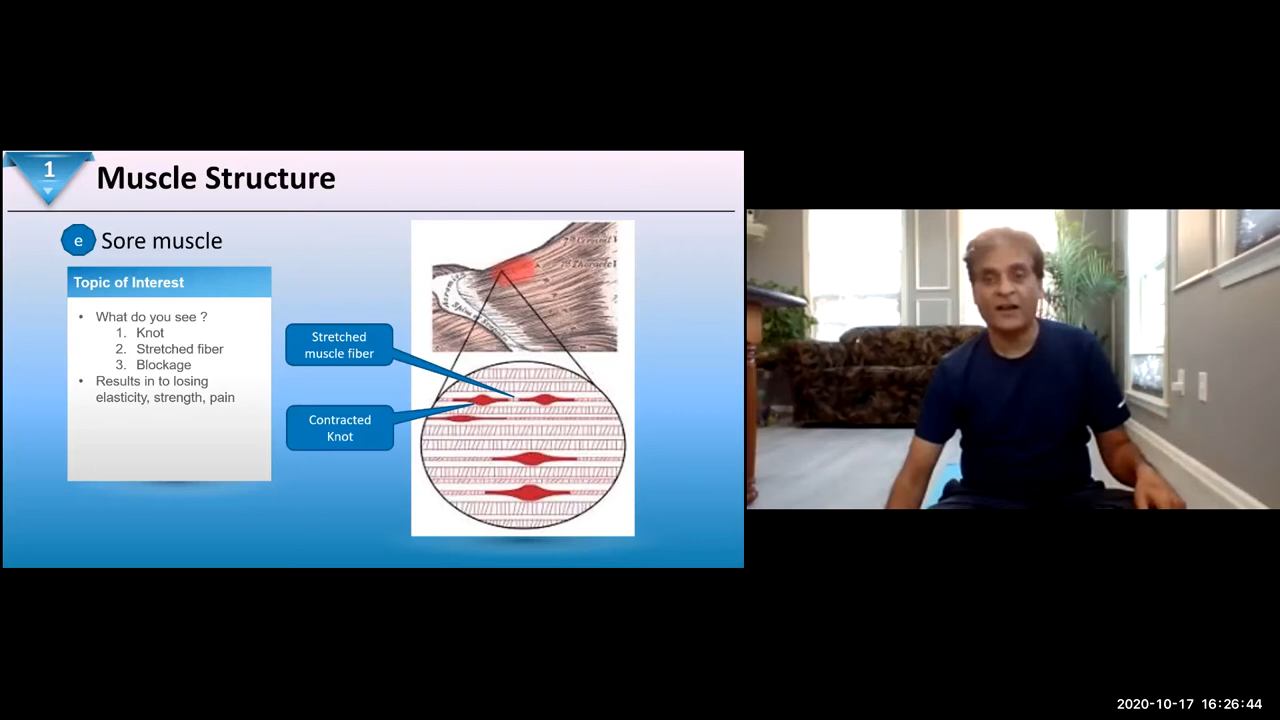 1
Muscle Structure
e
Sore muscle
Topic of Interest
• What do you see ?
1. Knot
2. Stretched fiber
3. Blockage
• Results in to losing
elasticity, strength, pain
Stretched
muscle fiber
Contracted
Knot
2020-10-17 16:26:44